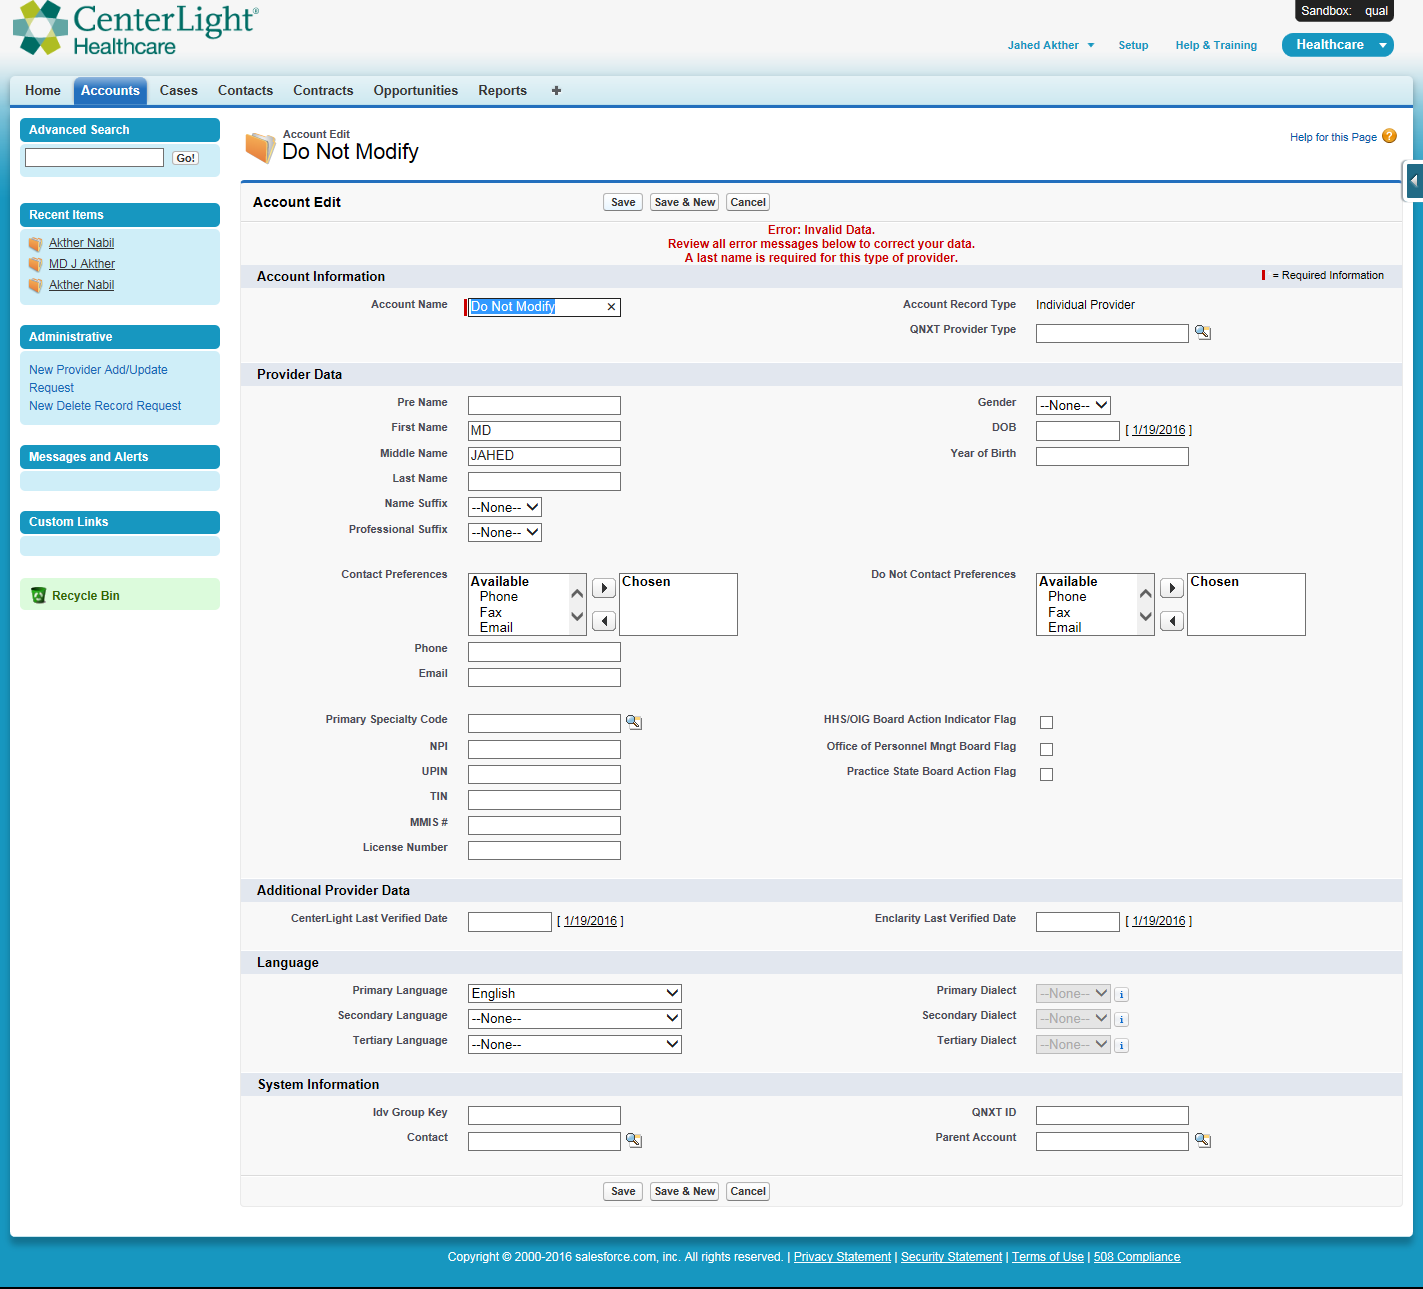 CenterLight®
Healthcare
Sandbox: qual
Jahed Akther Setup Help & Training Healthcare
Home Accounts Cases Contacts Contracts Opportunities Reports +
Advanced Search
Go!
Recent Items
Akther Nabil
MD J Akther
Akther Nabil
Administrative
New Provider Add/Update
Request
New Delete Record Request
Messages and Alerts
Custom Links
Recycle Bin
Account Edit
Do Not Modify
Help for this Page ?
Account Edit Save Save & New Cancel
Error: Invalid Data.
Review all error messages below to correct your data.
A last name is required for this type of provider.
Account Information = Required Information
Account Name Do Not Modify × Account Record Type Individual Provider
QNXT Provider Type
Provider Data
Pre Name Gender --None--
First Name MD DOB [ 1/19/2016 ]
Middle Name JAHED Year of Birth
Last Name
Name Suffix --None--
Professional Suffix --None--
Contact Preferences Available Chosen Do Not Contact Preferences Available Chosen
Phone Phone
Fax Fax
Email Email
Phone
Email
Primary Specialty Code HHS/OIG Board Action Indicator Flag
NPI Office of Personnel Mngt Board Flag
UPIN Practice State Board Action Flag
TIN
MMIS #
License Number
Additional Provider Data
CenterLight Last Verified Date [ 1/19/2016 ] Enclarity Last Verified Date [ 1/19/2016 ]
Language
Primary Language English Primary Dialect --None-- i
Secondary Language --None-- Secondary Dialect --None-- i
Tertiary Language --None-- Tertiary Dialect --None-- i
System Information
Idv Group Key QNXT ID
Contact Parent Account
Save Save & New Cancel
Copyright © 2000-2016 salesforce.com, inc. All rights reserved. | Privacy Statement | Security Statement | Terms of Use | 508 Compliance